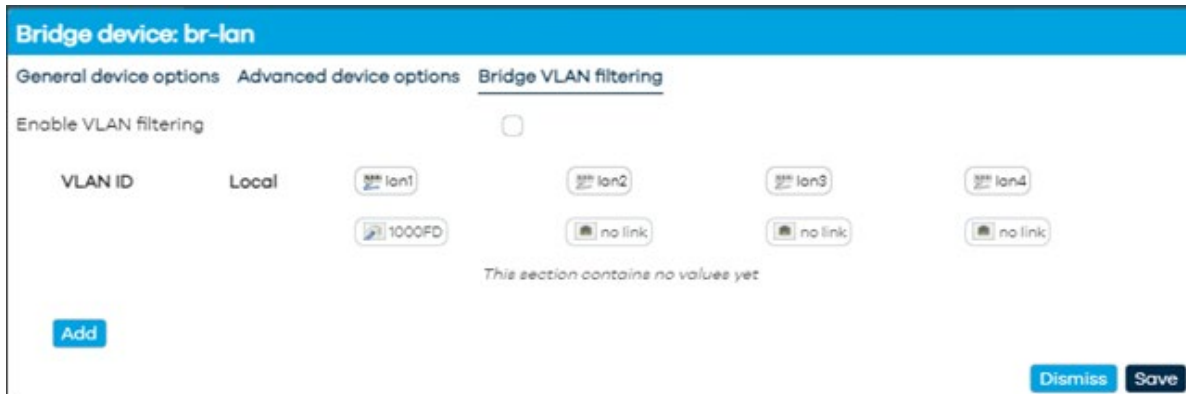 Bridge device: br-lan
General device options Advanced device options Bridge VLAN filtering
Enable VLAN filtering
VLAN ID Local lan1 lan2 lan3 lan4
1000FD no link no link no link
This section contains no values yet
Add
Dismiss Save